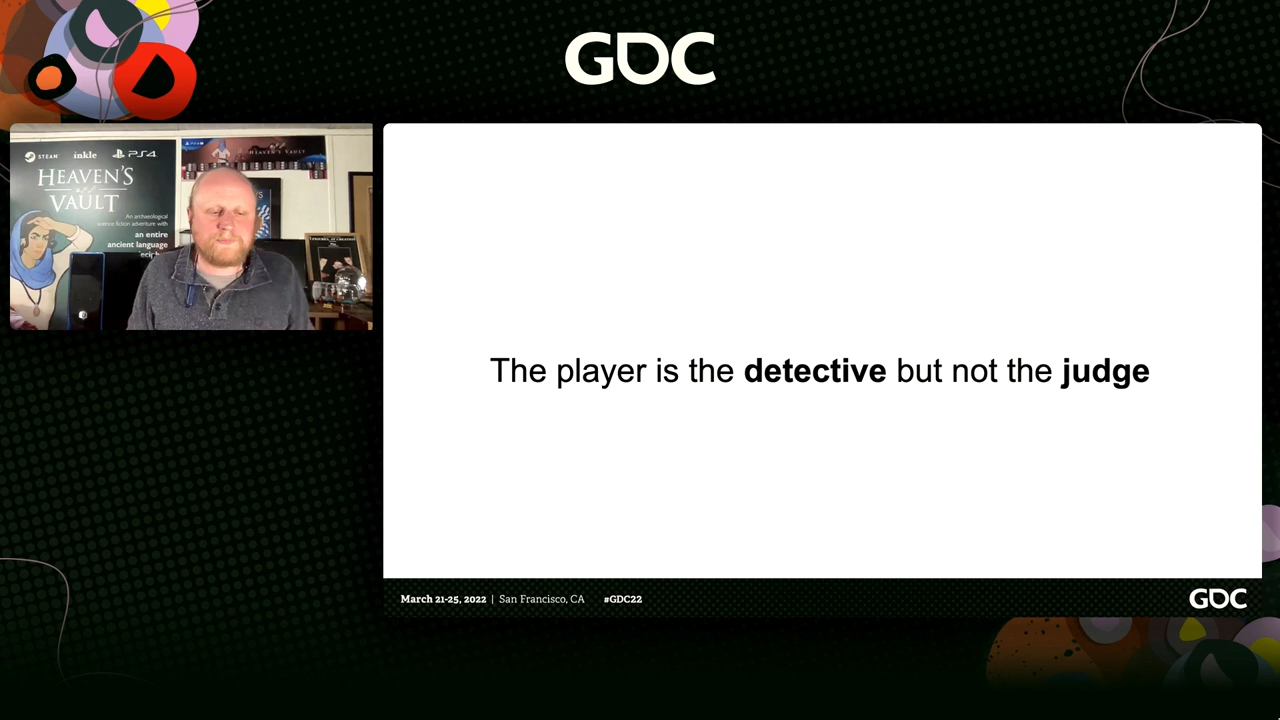 GDC
STEAM
inkle
PS4
HEAVEN'S
VAULT
An archaeological
science fiction adventure with
an entire
ancient language
HEAVEN'S VAULT
The player is the detective but not the judge
March 21-25, 2022 | San Francisco, CA #GDC22
GDC